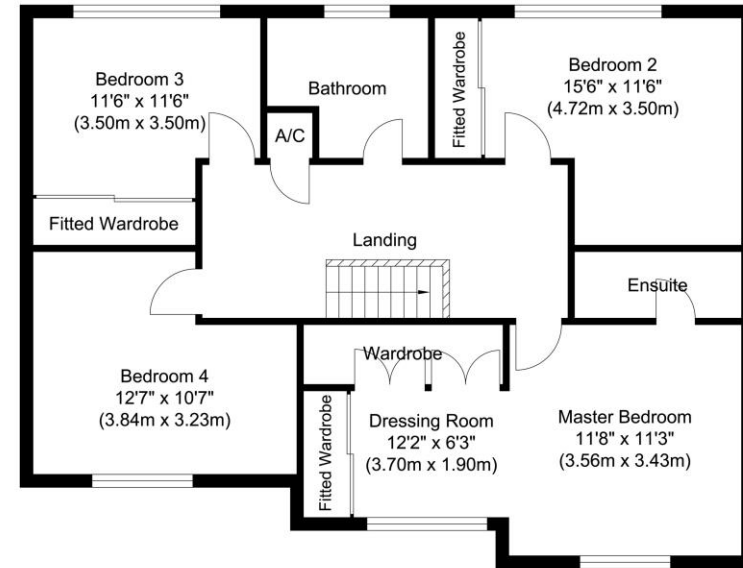 Bedroom 3
11'6" x 11'6"
(3.50m x 3.50m)
Bathroom
A/C
Fitted Wardrobe
Bedroom 2
15'6" x 11'6"
(4.72m x 3.50m)
Fitted Wardrobe
Landing
Ensuite
Bedroom 4
12'7" x 10'7"
(3.84m x 3.23m)
Wardrobe
Fitted Wardrobe
Dressing Room
12'2" x 6'3"
(3.70m x 1.90m)
Master Bedroom
11'8" x 11'3"
(3.56m x 3.43m)